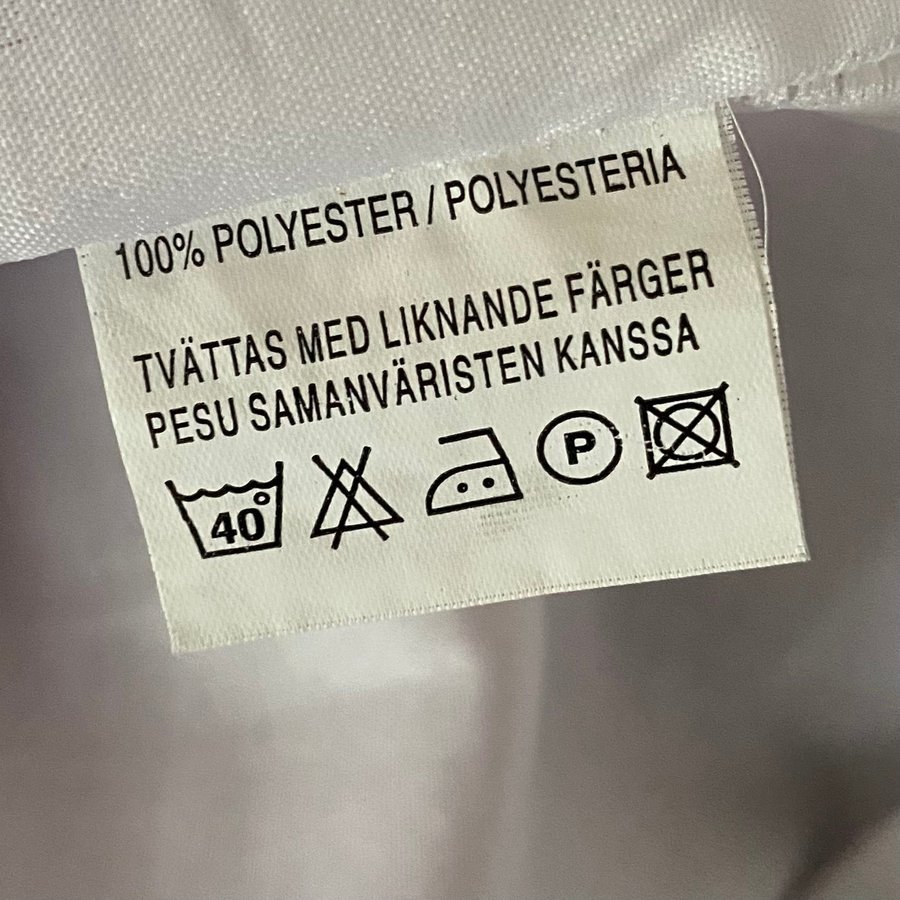 100% POLYESTER / POLYESTERIA
TVÄTTAS MED LIKNANDE FÄRGER
PESU SAMANVÄRISTEN KANSSA
40° P